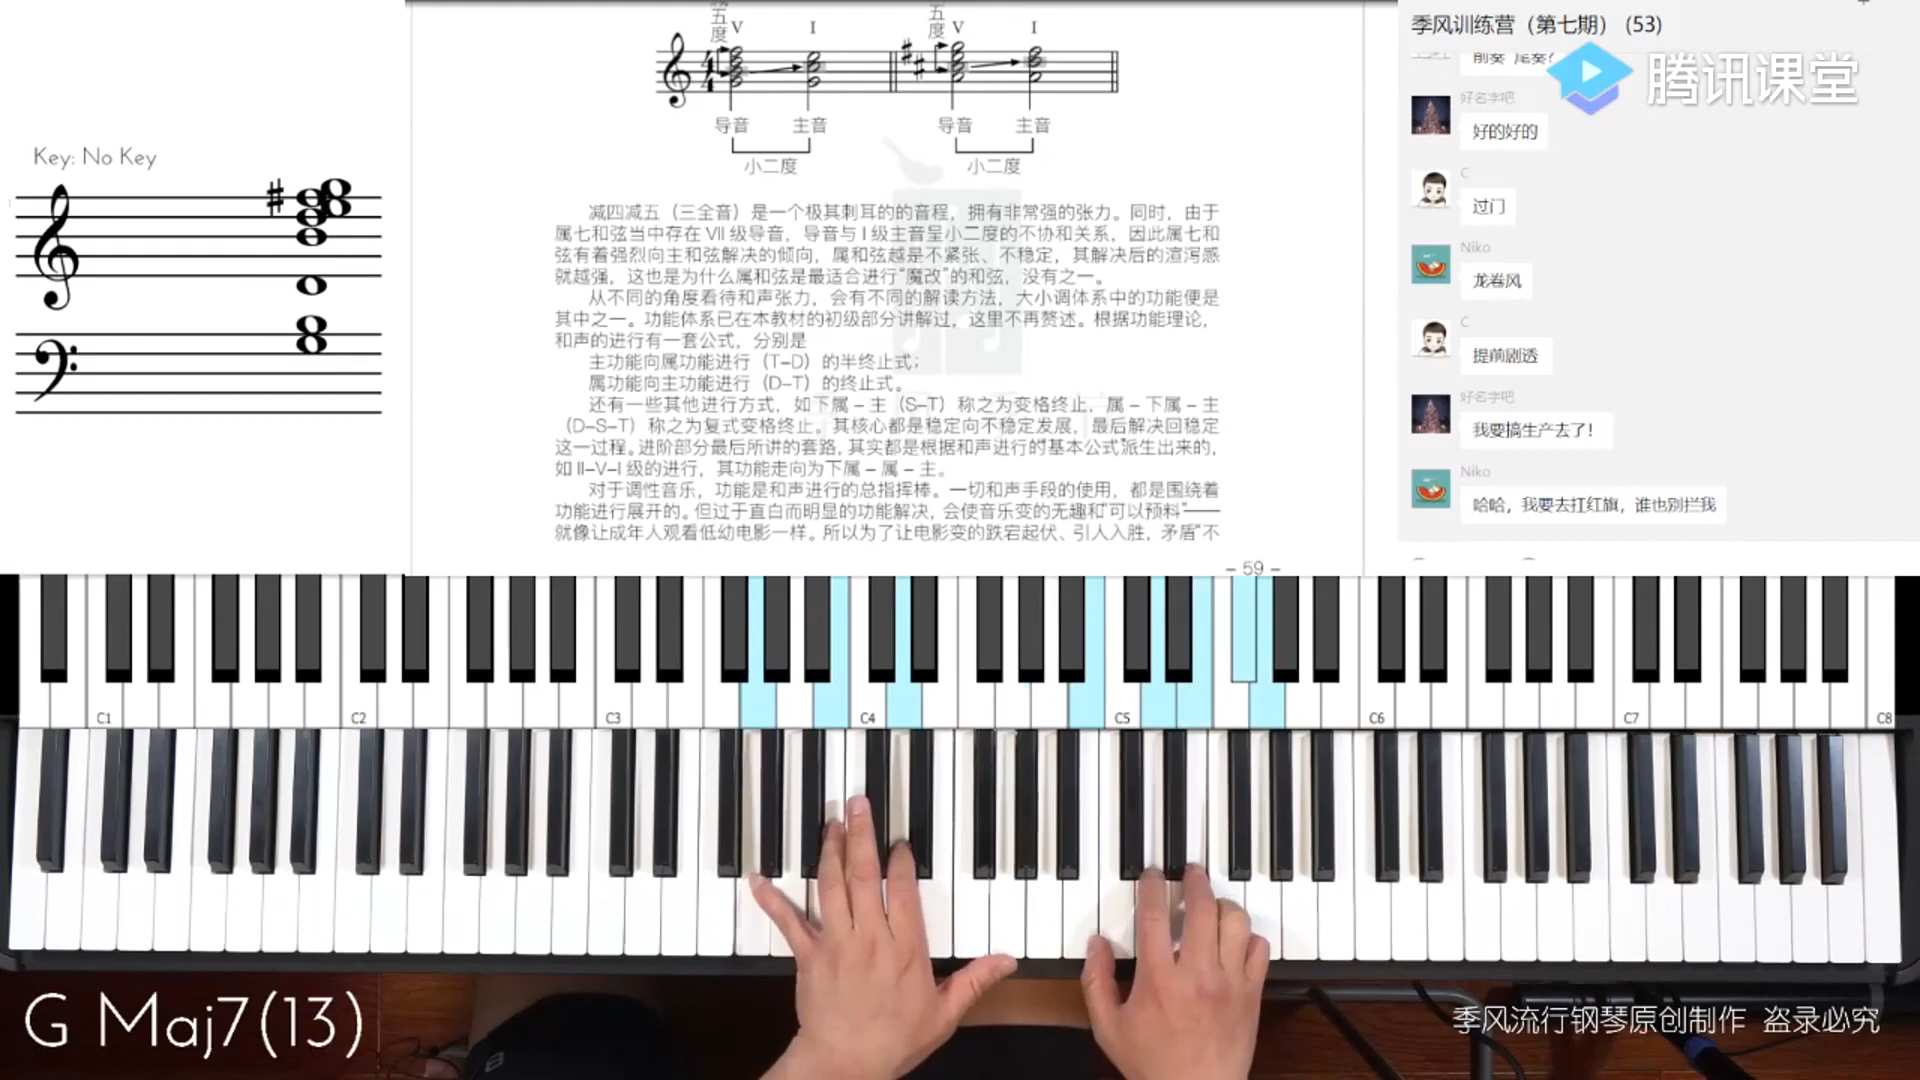 Key: No Key
五度 V I
五度 V I
导音 主音 导音 主音
小二度 小二度
减四减五（三全音）是一个极其刺耳的的音程，拥有非常强的张力。同时，由于
属七和弦当中存在 VII 级导音，导音与 I 级主音呈小二度的不协和关系，因此属七和
弦有着强烈向主和弦解决的倾向，属和弦越是不紧张、不稳定，其解决后的渲泻感
就越强，这也是为什么属和弦是最适合进行“魔改”的和弦，没有之一。
从不同的角度看待和声张力，会有不同的解读方法，大小调体系中的功能便是
其中之一。功能体系已在本教材的初级部分讲解过，这里不再赘述。根据功能理论，
和声的进行有一套公式，分别是
主功能向属功能进行（T-D）的半终止式；
属功能向主功能进行（D-T）的终止式。
还有一些其他进行方式，如下属 – 主（S-T）称之为变格终止，属 – 下属 – 主
（D-S-T）称之为复式变格终止。其核心都是稳定向不稳定发展，最后解决回稳定
这一过程。进阶部分最后所讲的套路，其实都是根据和声进行的“基本公式”派生出来的，
如 II-V-I 级的进行，其功能走向为下属 – 属 – 主。
对于调性音乐，功能是和声进行的总指挥棒。一切和声手段的使用，都是围绕着
功能进行展开的。但过于直白而明显的功能解决，会使音乐变的无趣和“可以预料”——
就像让成年人观看低幼电影一样。所以为了让电影变的跌宕起伏、引人入胜，矛盾“不
– 59 –
季风训练营（第七期） (53)
前奏 尾奏?
腾讯课堂
好名字吧
好的好的
C
过门
Niko
龙卷风
C
提前剧透
好名字吧
我要搞生产去了！
Niko
哈哈，我要去扛红旗，谁也别拦我
C1 C2 C3 C4 C5 C6 C7 C8
G Maj7(13)
季风流行钢琴原创制作 盗录必究